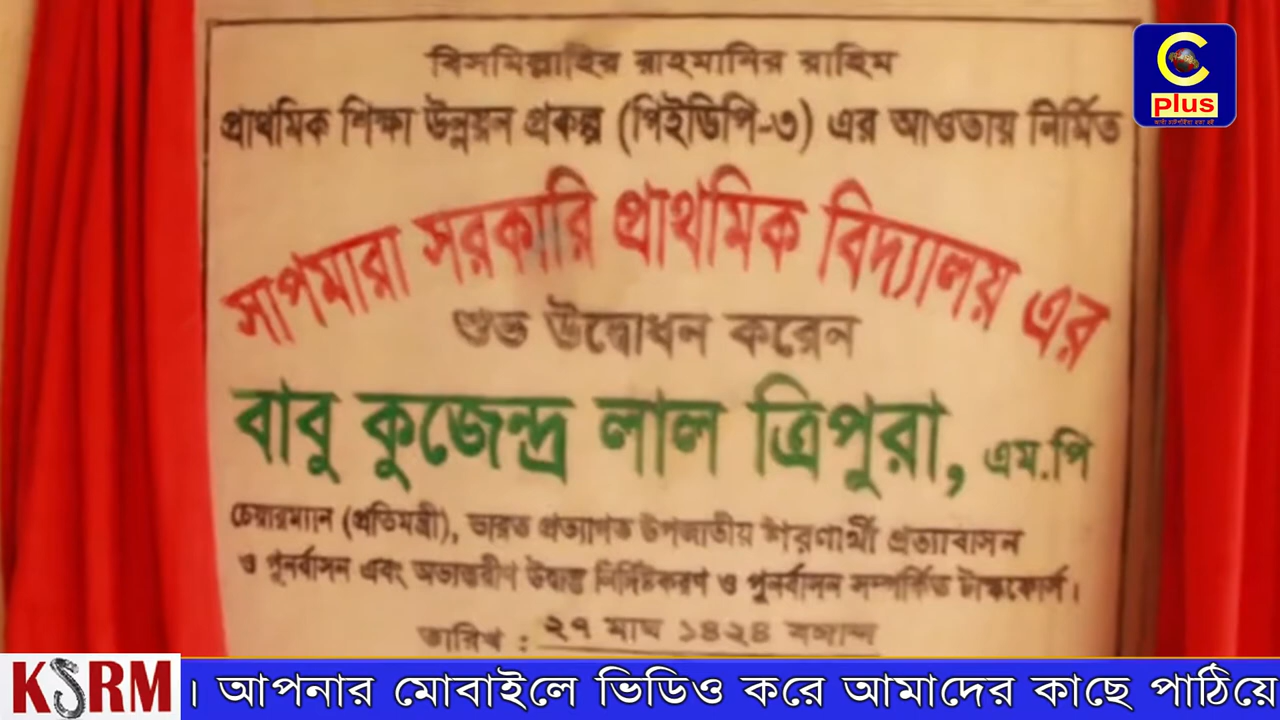 বিসমিল্লাহির রাহমানির রাহিম
প্রাথমিক শিক্ষা উন্নয়ন প্রকল্প (পিইডিপি-৩) এর আওতায় নির্মিত
সাপমারা সরকারি প্রাথমিক বিদ্যালয় এর
শুভ উদ্বোধন করেন
বাবু কুজেন্দ্র লাল ত্রিপুরা, এম.পি
চেয়ারম্যান (প্রতিমন্ত্রী), ভারত প্রত্যাগত উপজাতীয় শরণার্থী প্রত্যাবাসন
ও পুনর্বাসন এবং অভ্যন্তরীণ উদ্বাস্তু নির্দিষ্টকরণ ও পুনর্বাসন সম্পর্কিত টাস্কফোর্স।
তারিখ : ২৭ মাঘ ১৪২৪ বঙ্গাব্দ
C
plus
KSRM
। আপনার মোবাইলে ভিডিও করে আমাদের কাছে পাঠিয়ে